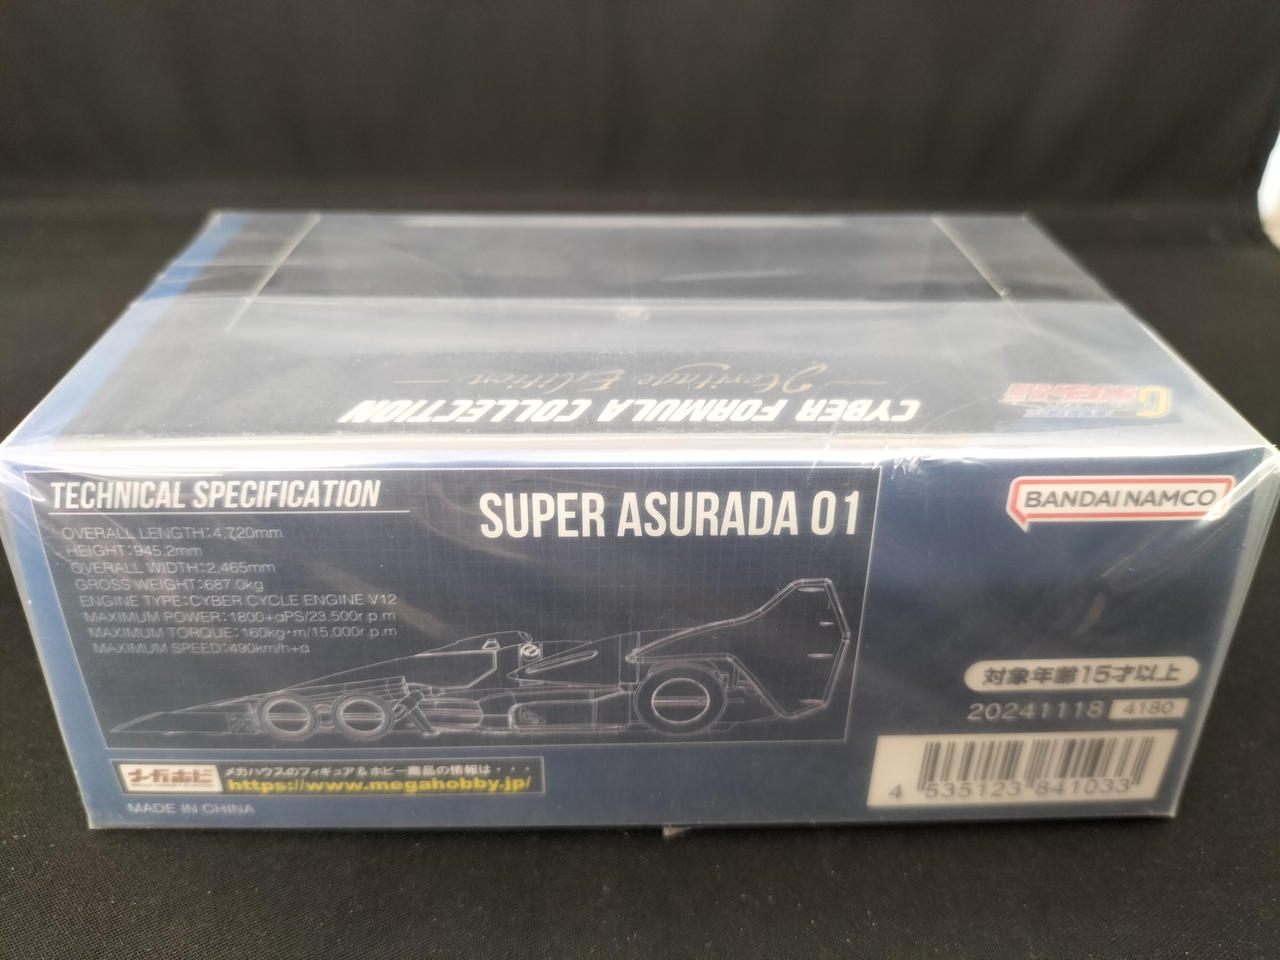 Heritage Edition
CYBER FORMULA COLLECTION
TECHNICAL SPECIFICATION
OVERALL LENGTH:4,720mm
HEIGHT:945.2mm
OVERALL WIDTH:2,465mm
GROSS WEIGHT:687.0kg
ENGINE TYPE:CYBER CYCLE ENGINE V12
MAXIMUM POWER:1800+αPS/23,500r.p.m
MAXIMUM TORQUE:160kg·m/15,000r.p.m
MAXIMUM SPEED:490km/h+α
SUPER ASURADA 01
BANDAI NAMCO
対象年齢15才以上
20241118 4180
4 535123 841033
メガホビ
メガハウスのフィギュア&ホビー商品の情報は・・・
https://www.megahobby.jp/
MADE IN CHINA